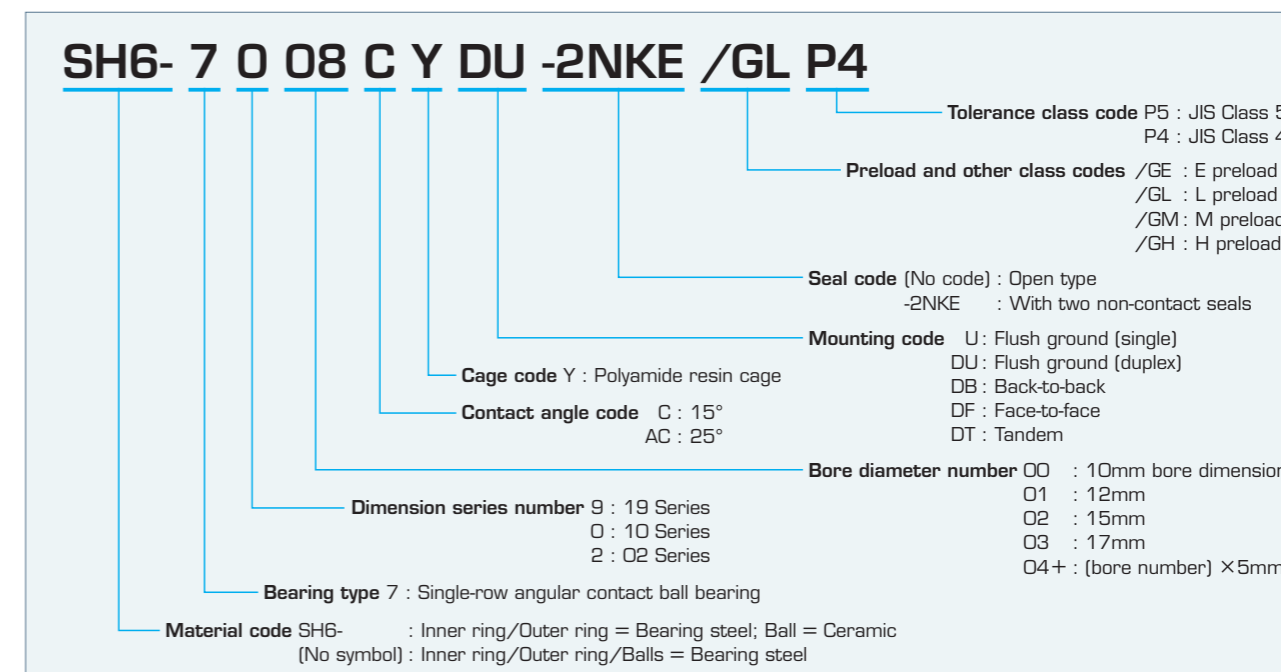 SH6- 7 0 08 C Y DU -2NKE /GL P4
Tolerance class code P5 : JIS Class 5
P4 : JIS Class 4
Preload and other class codes /GE : E preload
/GL : L preload
/GM : M preload
/GH : H preload
Seal code (No code) : Open type
-2NKE : With two non-contact seals
Mounting code U : Flush ground (single)
DU : Flush ground (duplex)
DB : Back-to-back
DF : Face-to-face
DT : Tandem
Cage code Y : Polyamide resin cage
Contact angle code C : 15°
AC : 25°
Bore diameter number 00 : 10mm bore dimension
01 : 12mm
02 : 15mm
03 : 17mm
04+ : (bore number) ×5mm
Dimension series number 9 : 19 Series
0 : 10 Series
2 : 02 Series
Bearing type 7 : Single-row angular contact ball bearing
Material code SH6- : Inner ring/Outer ring = Bearing steel; Ball = Ceramic
(No symbol) : Inner ring/Outer ring/Balls = Bearing steel